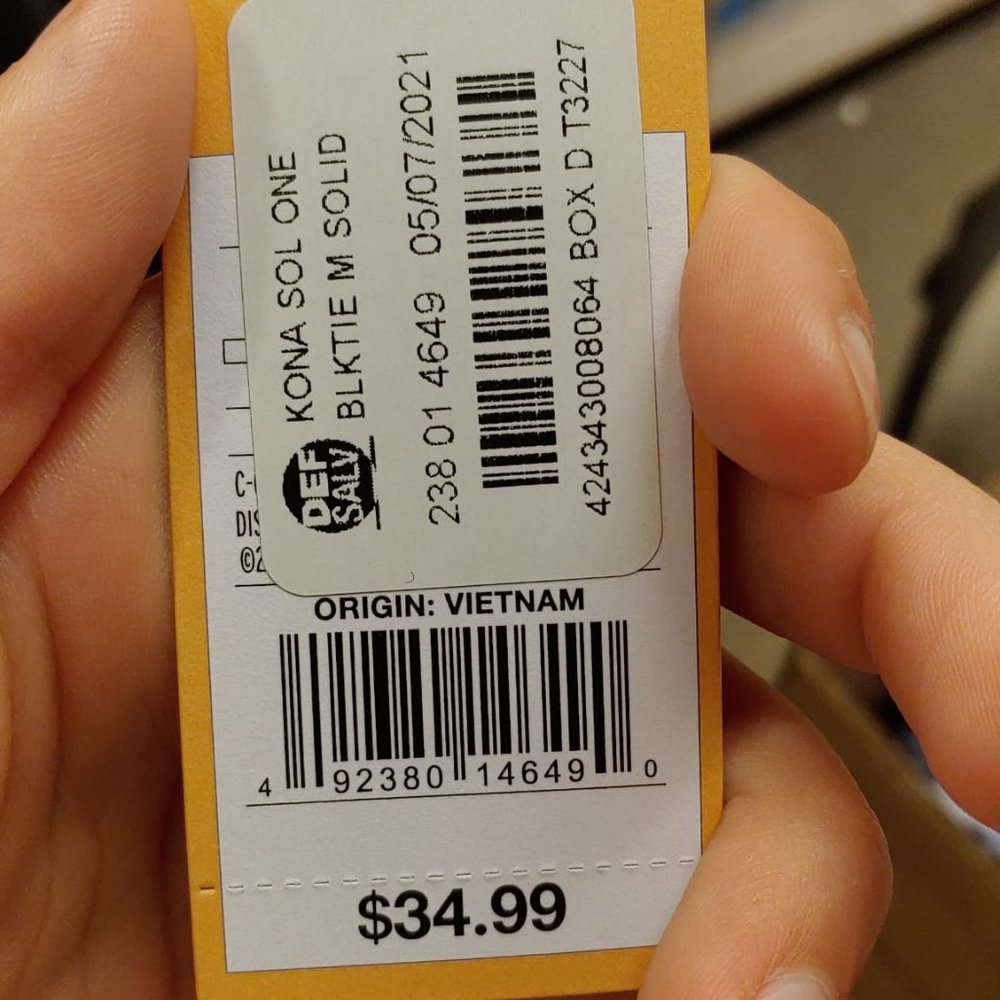 KONA SOL ONE
BLKTIE M SOLID
DEF
SALV
238 01 4649 05/07/2021
424343008064 BOX D T3227
ORIGIN: VIETNAM
4 92380 14649 0
$34.99